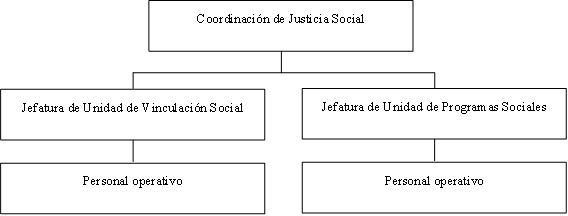 Coordinación de Justicia Social
Jefatura de Unidad de Vinculación Social
Jefatura de Unidad de Programas Sociales
Personal operativo
Personal operativo